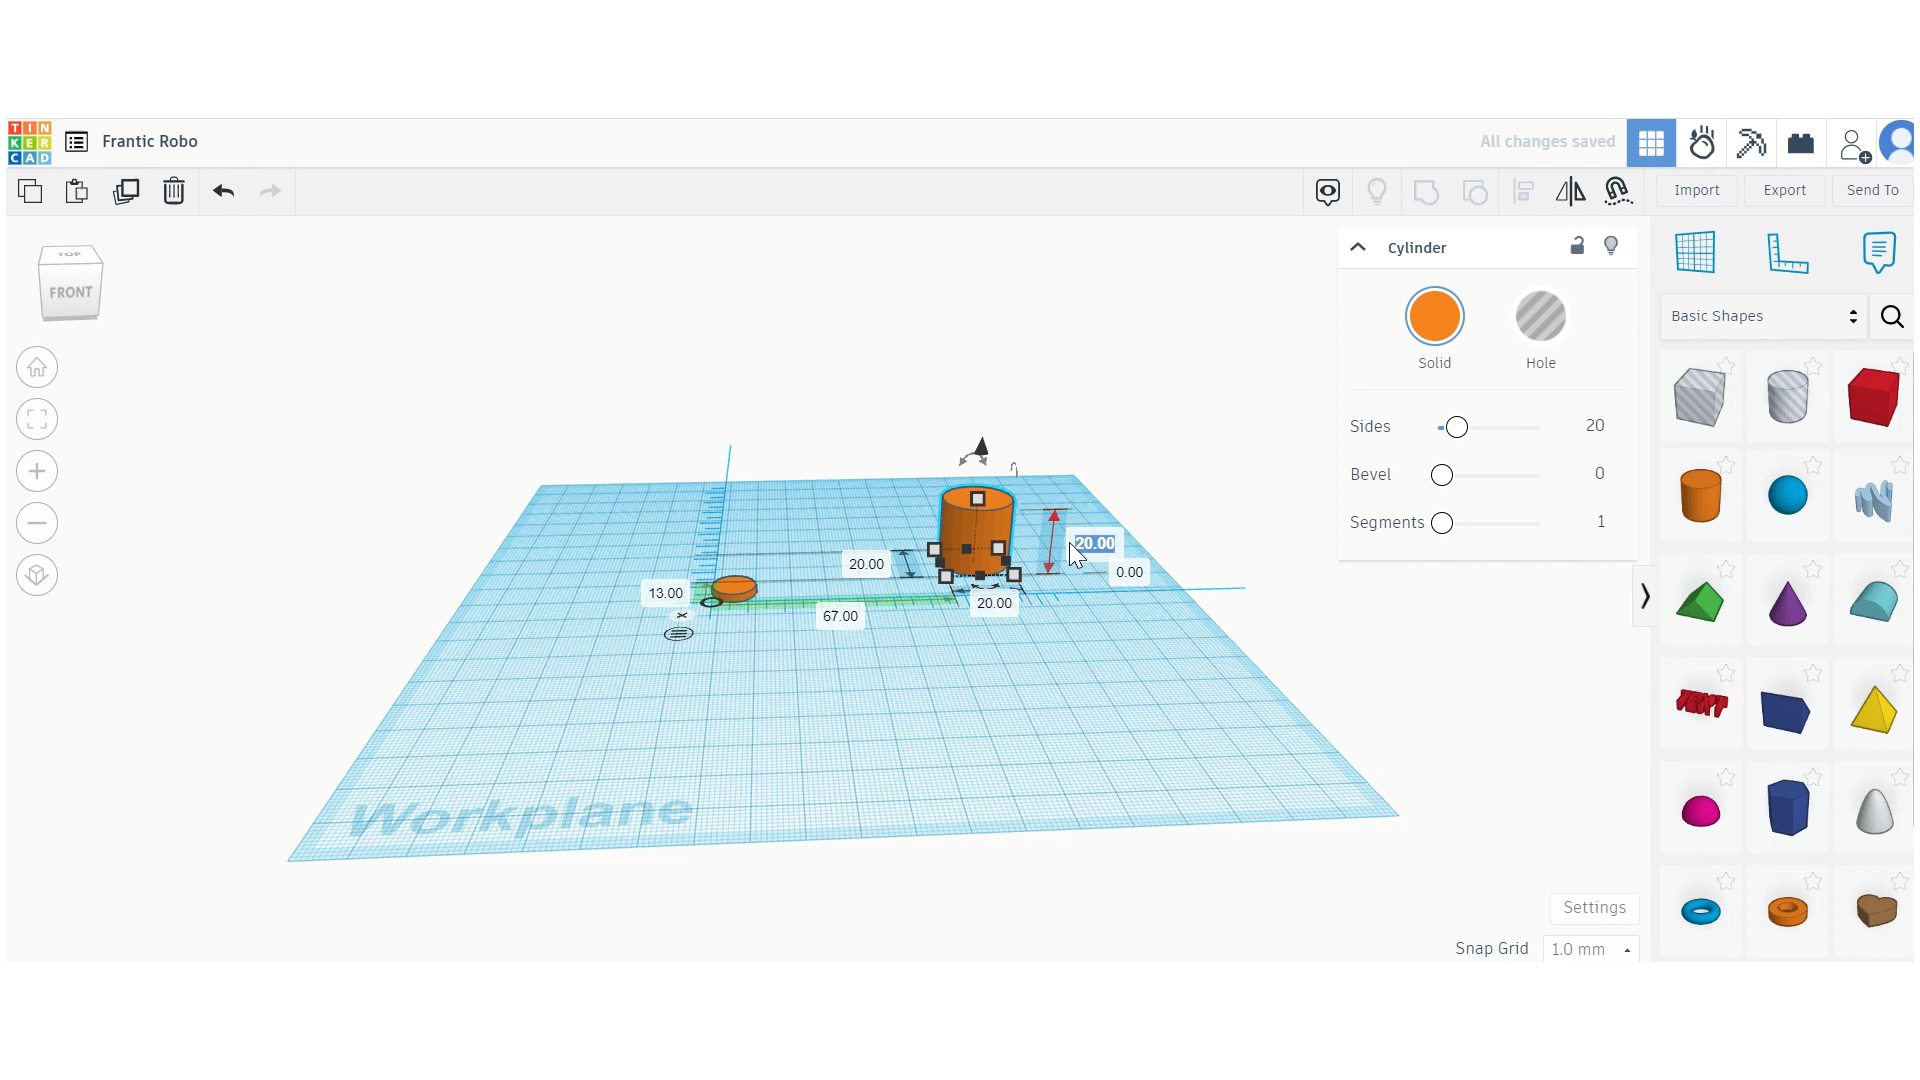 TIN
KER
CAD
Frantic Robo
All changes saved
Import
Export
Send To
TOP
FRONT
Cylinder
Solid
Hole
Sides
20
Bevel
0
Segments
1
Basic Shapes
20.00
20.00
0.00
13.00
67.00
20.00
TEXT
Workplane
Settings
Snap Grid
1.0 mm